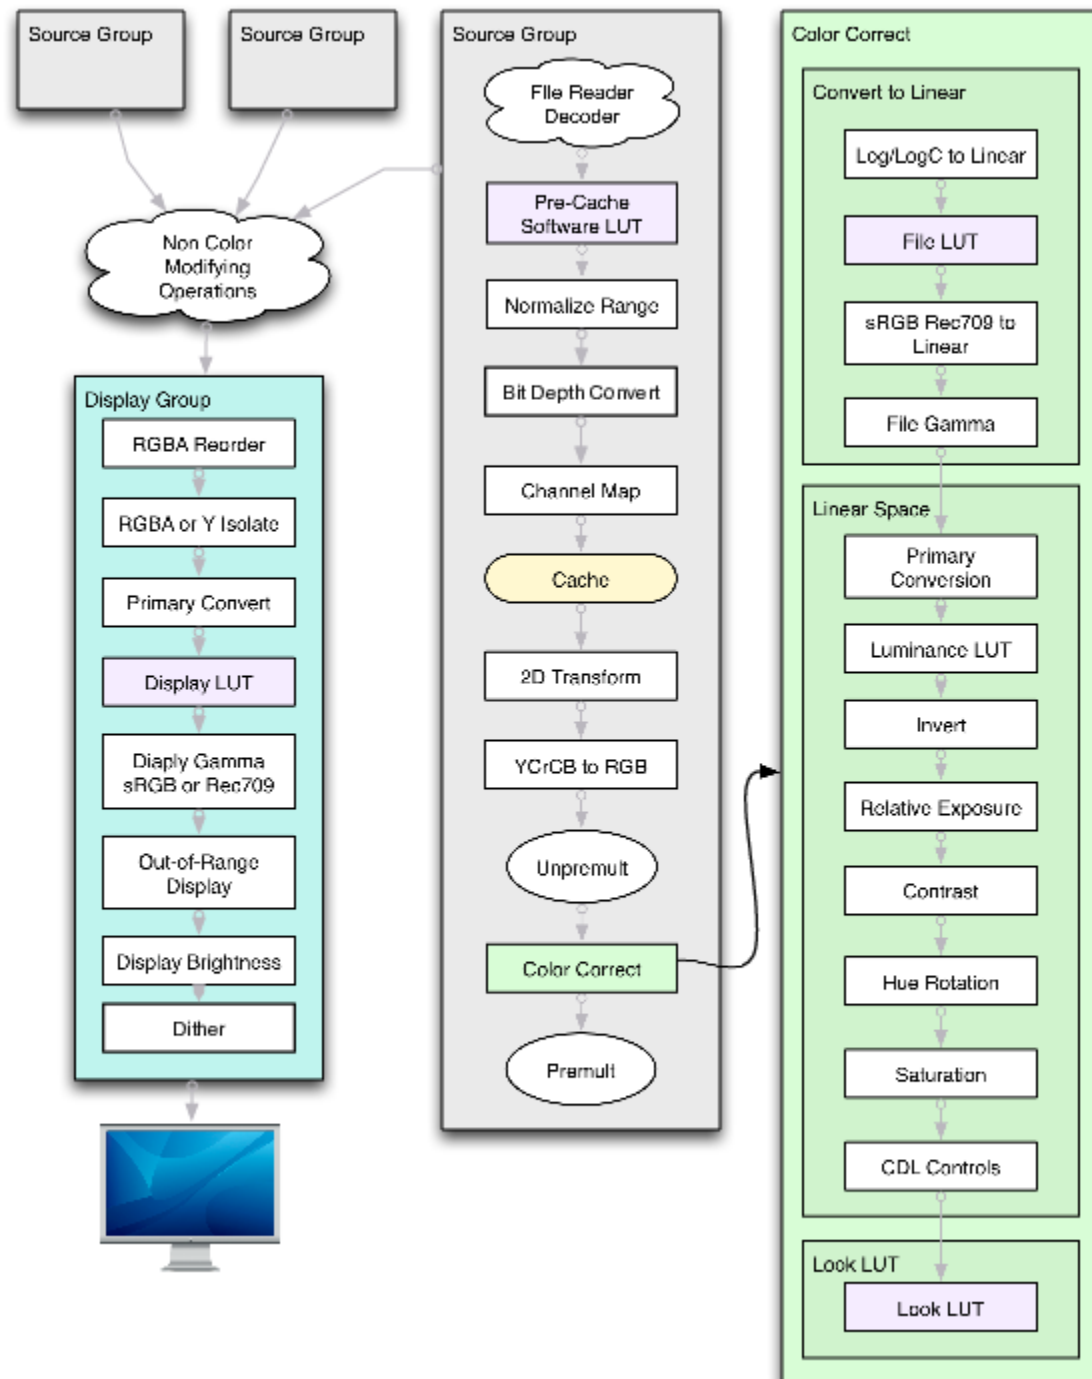 Source Group
Source Group
Non Color
Modifying
Operations
Display Group
RGBA Reorder
RGBA or Y Isolate
Primary Convert
Display LUT
Diaply Gamma
sRGB or Rec709
Out-of-Range
Display
Display Brightness
Dither
Source Group
File Reader
Decoder
Pre-Cache
Software LUT
Normalize Range
Bit Depth Convert
Channel Map
Cache
2D Transform
YCrCB to RGB
Unpremult
Color Correct
Premult
Color Correct
Convert to Linear
Log/LogC to Linear
File LUT
sRGB Rec709 to
Linear
File Gamma
Linear Space
Primary
Conversion
Luminance LUT
Invert
Relative Exposure
Contrast
Hue Rotation
Saturation
CDL Controls
Look LUT
Look LUT